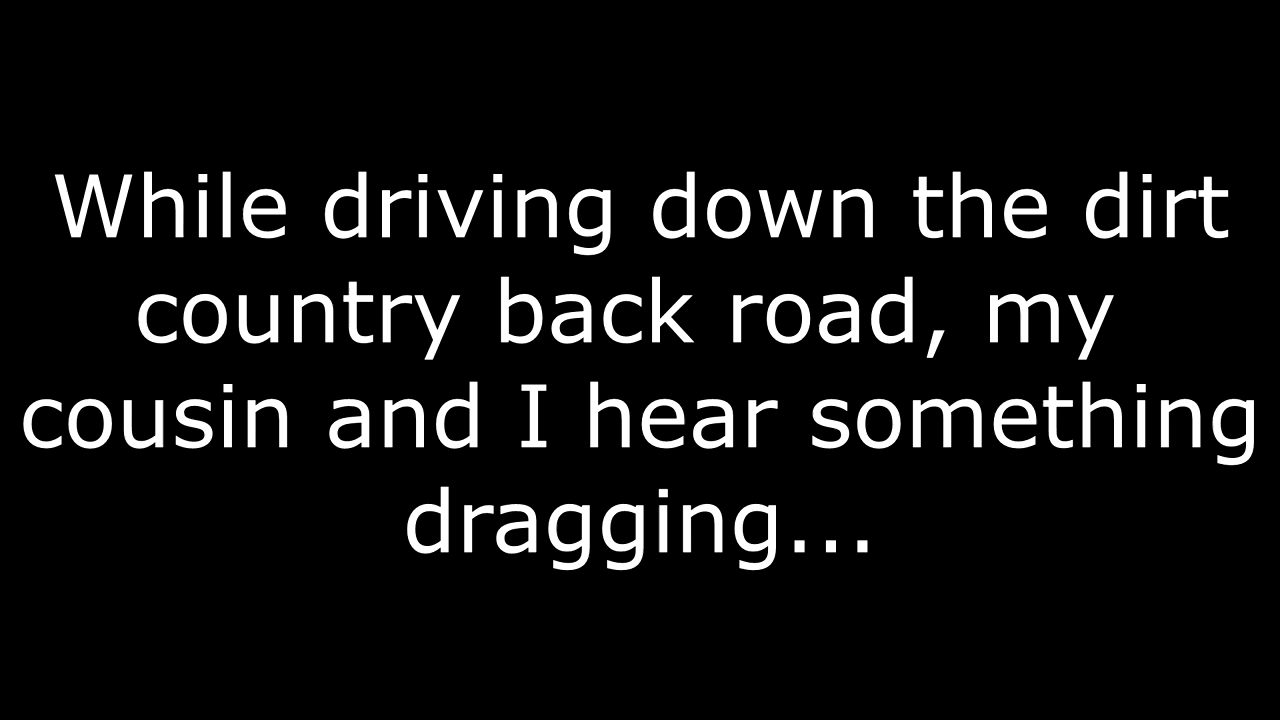 While driving down the dirt
country back road, my
cousin and I hear something
dragging...